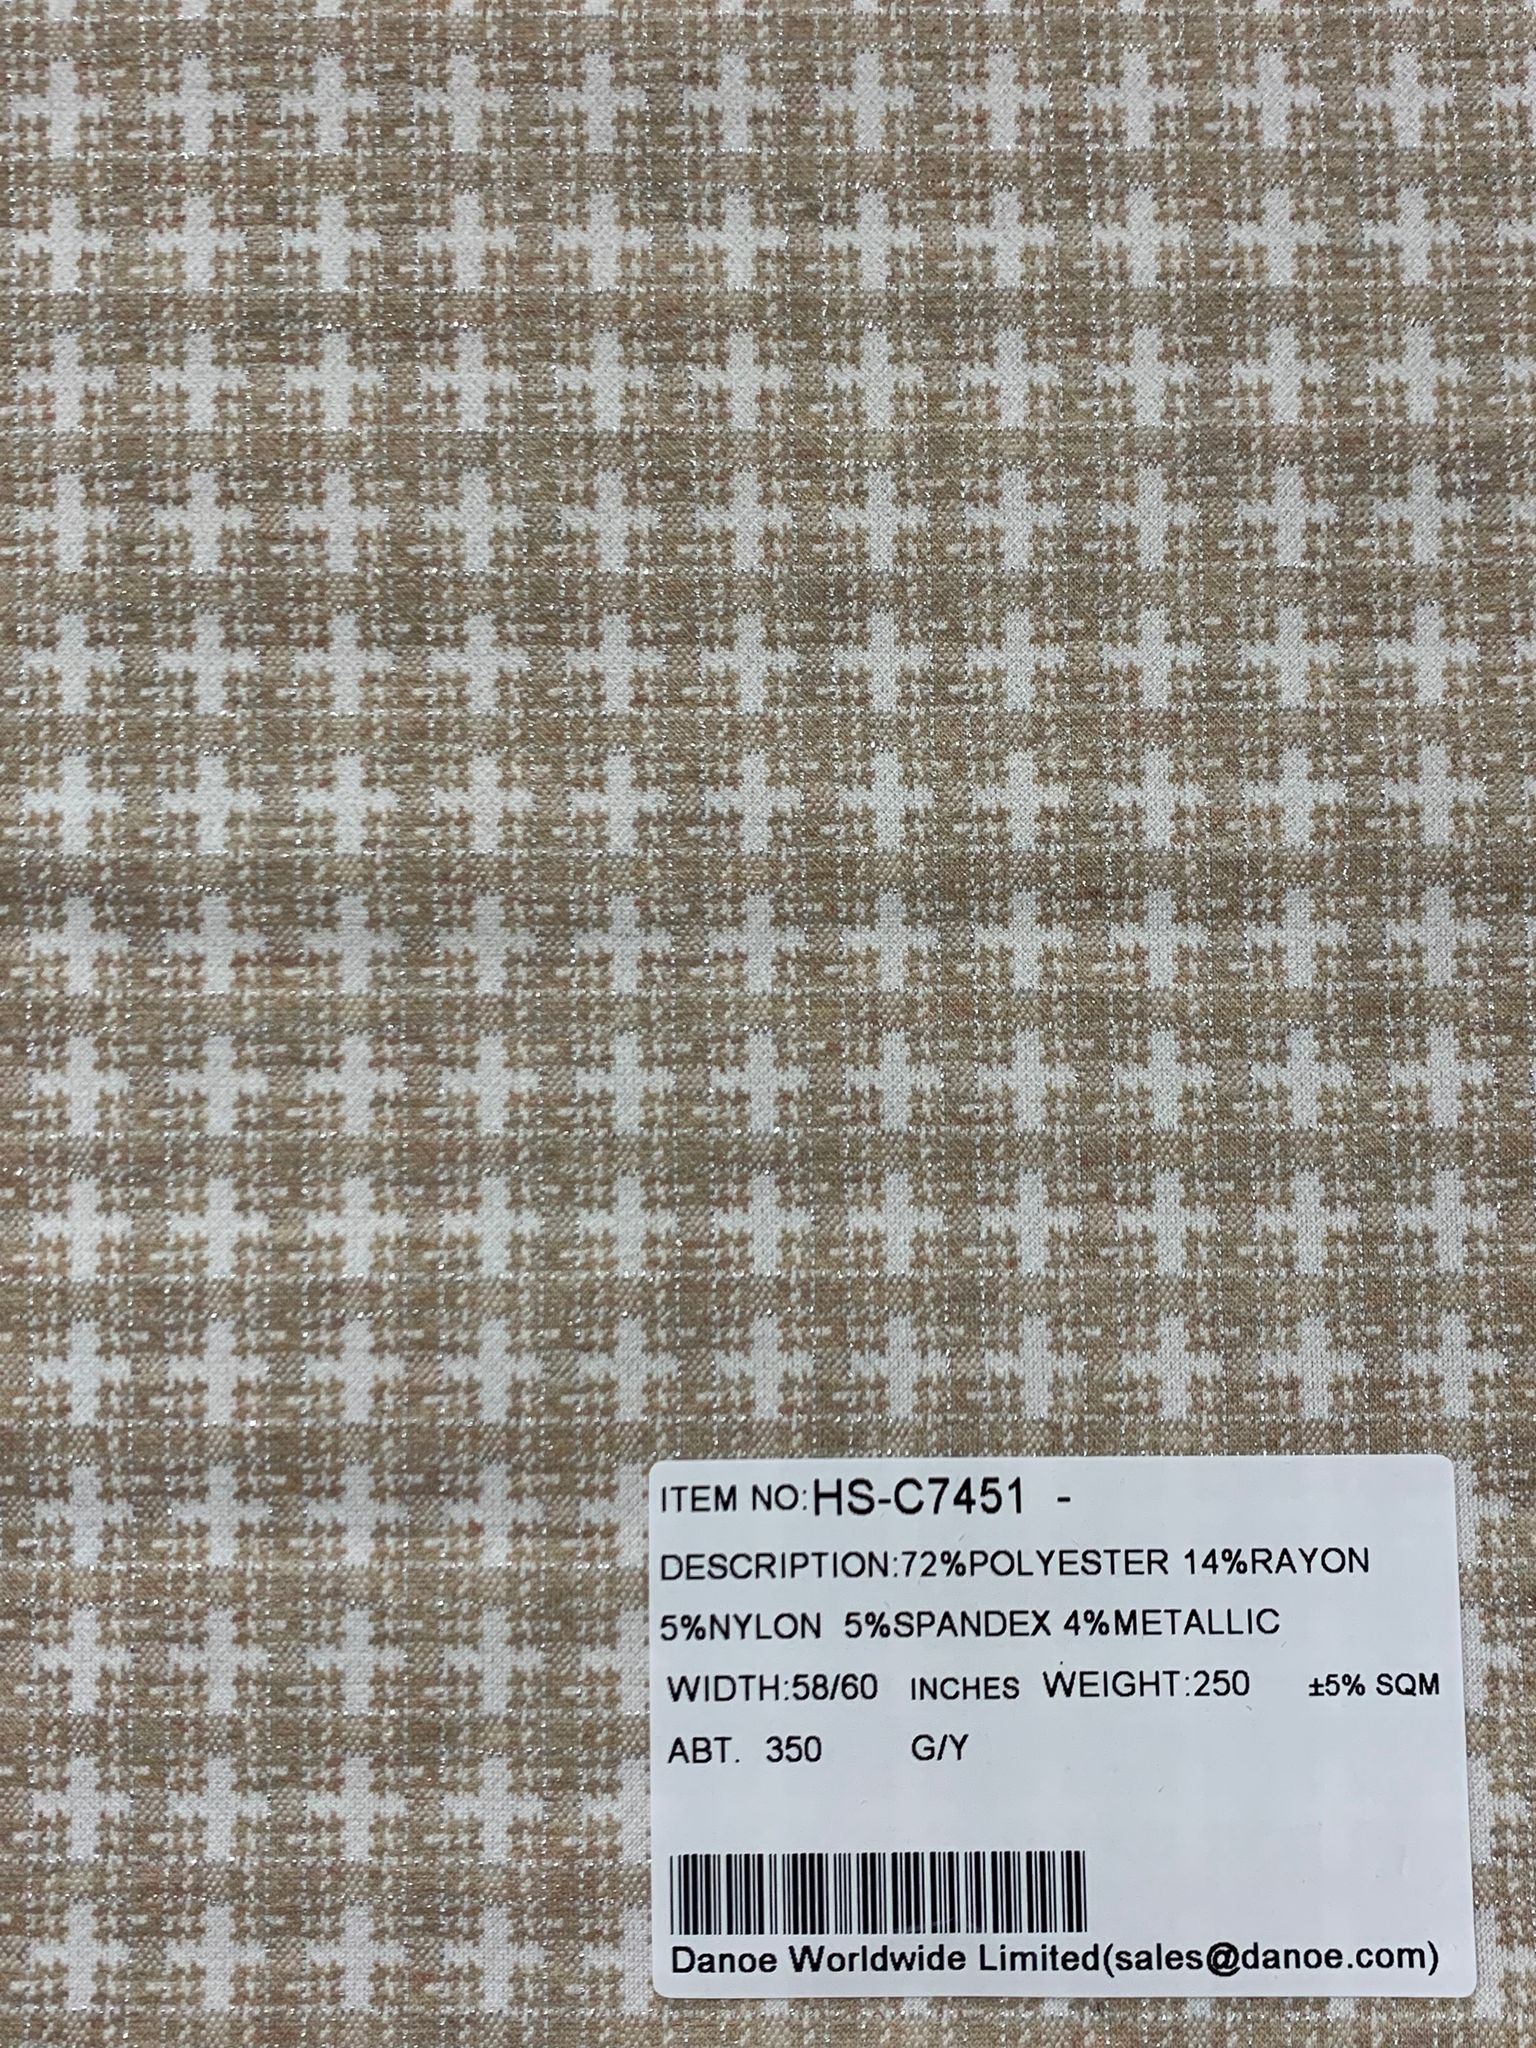 ITEM NO:HS-C7451 -
DESCRIPTION:72%POLYESTER 14%RAYON
5%NYLON 5%SPANDEX 4%METALLIC
WIDTH:58/60 INCHES WEIGHT:250 ±5% SQM
ABT. 350 G/Y
Danoe Worldwide Limited(sales@danoe.com)